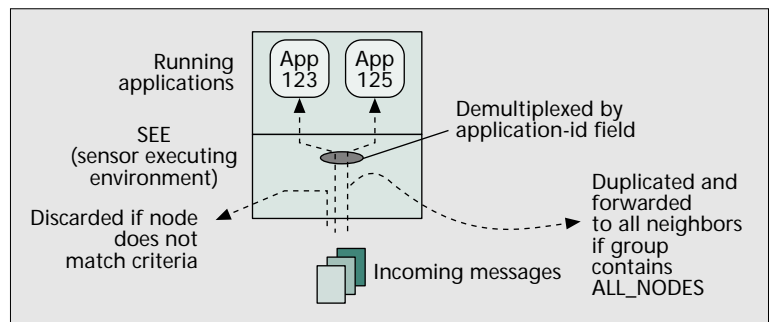 Running
applications
App
123
App
125
SEE
(sensor executing
environment)
Demultiplexed by
application-id field
Discarded if node
does not
match criteria
Duplicated and
forwarded
to all neighbors
if group
contains
ALL_NODES
Incoming messages